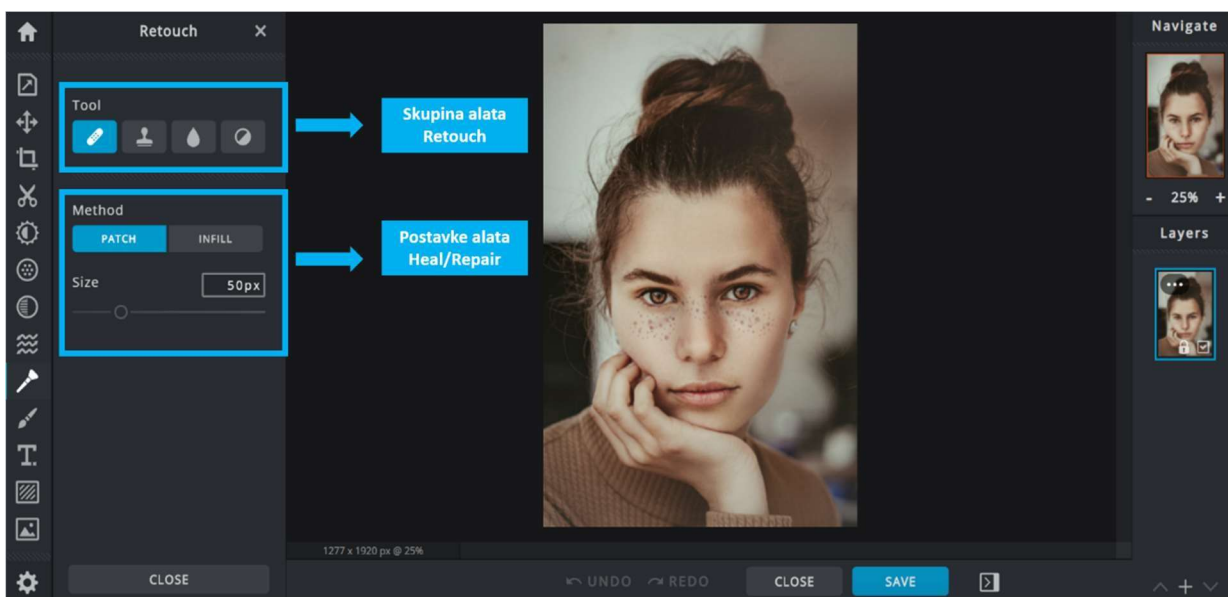 Retouch
Tool
Skupina alata
Retouch
Method
PATCH INFILL
Postavke alata
Heal/Repair
Size 50px
Navigate
- 25% +
Layers
1277 x 1920 px @ 25%
CLOSE
UNDO REDO CLOSE SAVE